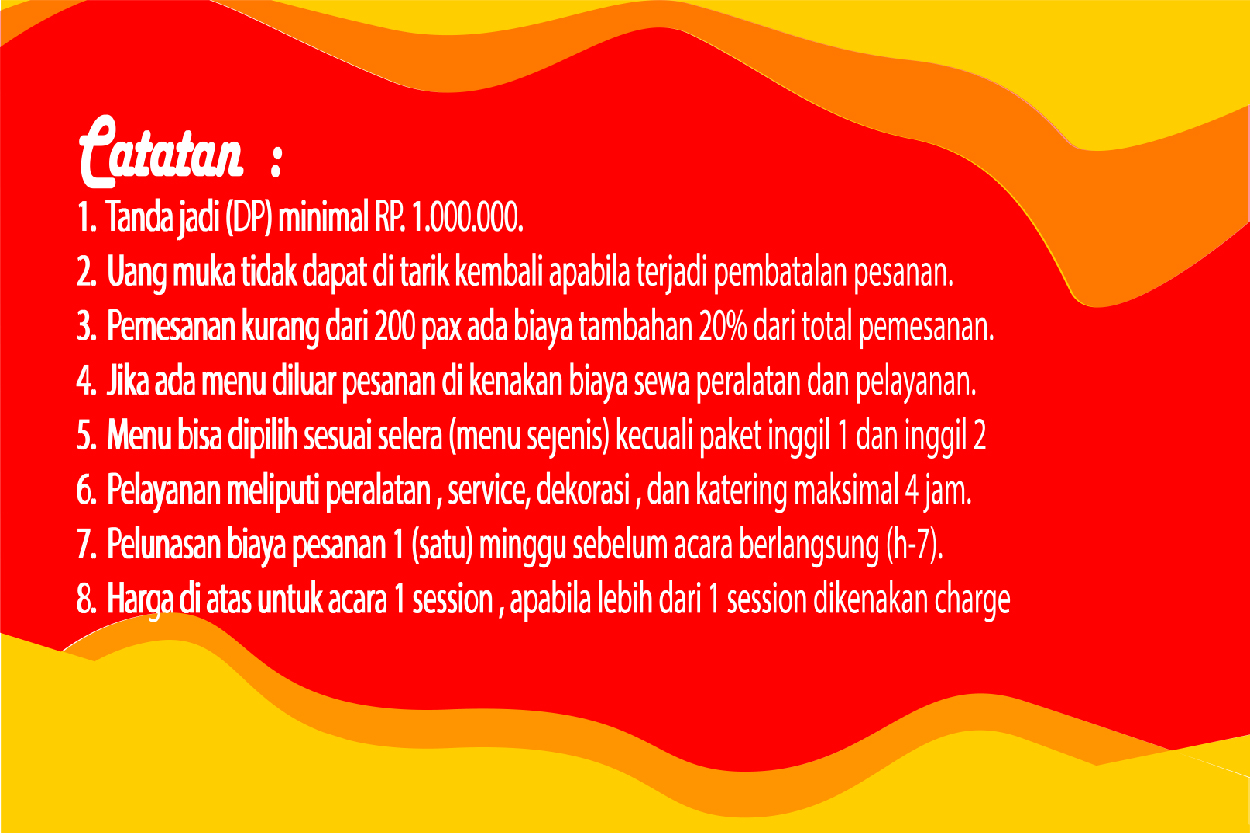 Catatan :
1. Tanda jadi (DP) minimal RP. 1.000.000.
2. Uang muka tidak dapat di tarik kembali apabila terjadi pembatalan pesanan.
3. Pemesanan kurang dari 200 pax ada biaya tambahan 20% dari total pemesanan.
4. Jika ada menu diluar pesanan di kenakan biaya sewa peralatan dan pelayanan.
5. Menu bisa dipilih sesuai selera (menu sejenis) kecuali paket inggil 1 dan inggil 2
6. Pelayanan meliputi peralatan , service, dekorasi , dan katering maksimal 4 jam.
7. Pelunasan biaya pesanan 1 (satu) minggu sebelum acara berlangsung (h-7).
8. Harga di atas untuk acara 1 session , apabila lebih dari 1 session dikenakan charge